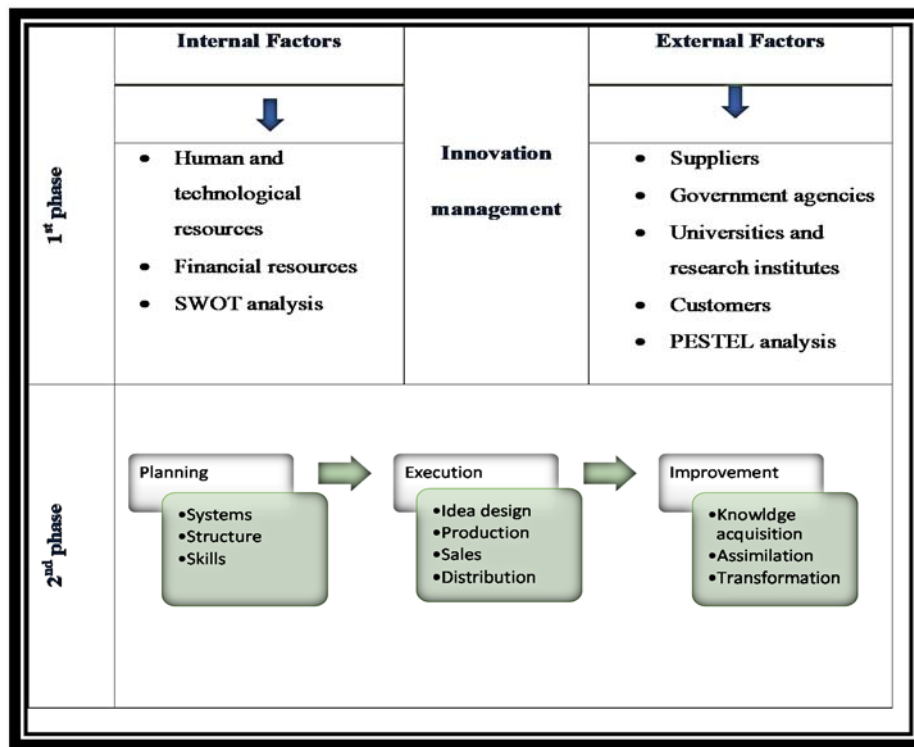 Internal Factors
External Factors
1st phase
• Human and
technological
resources
• Financial resources
• SWOT analysis
Innovation
management
• Suppliers
• Government agencies
• Universities and
research institutes
• Customers
• PESTEL analysis
2nd phase
Planning
•Systems
•Structure
•Skills
Execution
•Idea design
•Production
•Sales
•Distribution
Improvement
•Knowldge
acquisition
•Assimilation
•Transformation